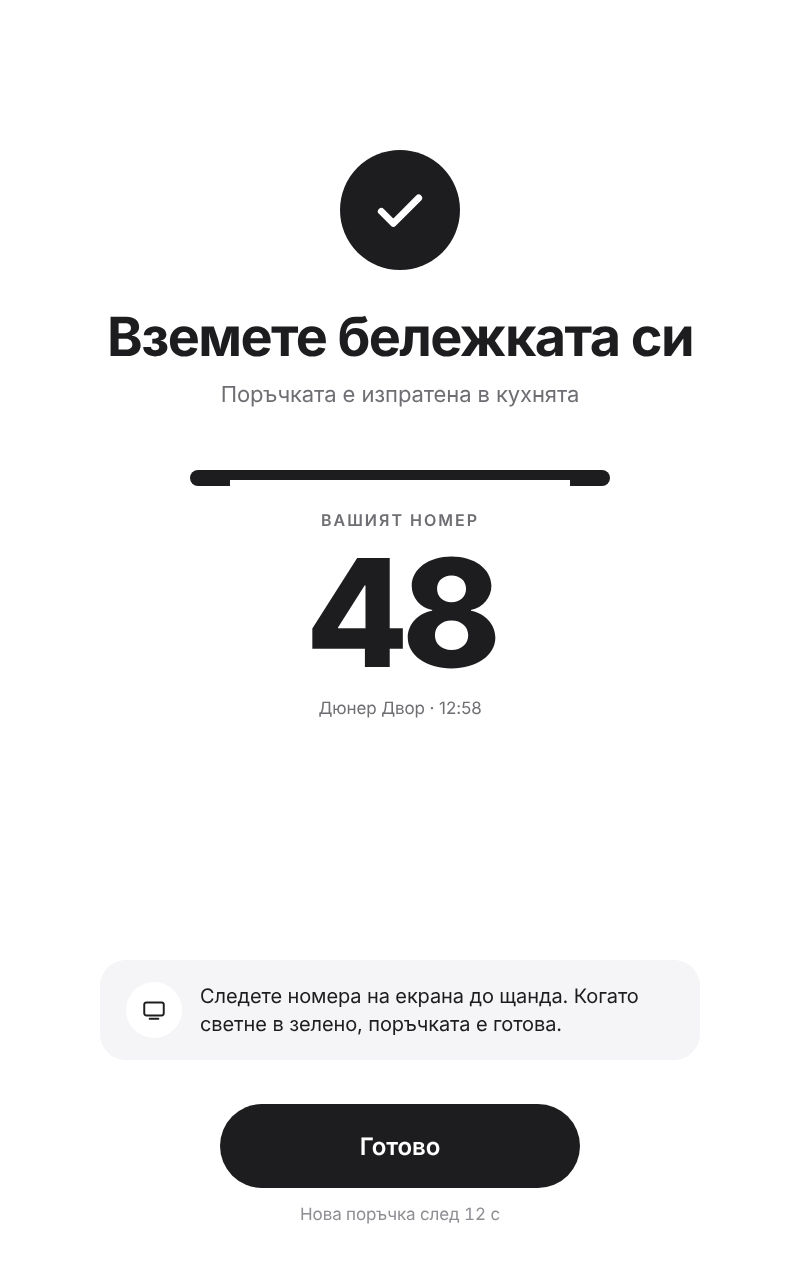 Вземете бележката си
Поръчката е изпратена в кухнята
ВАШИЯТ НОМЕР
48
Дюнер Двор · 12:58
Следете номера на екрана до щанда. Когато
светне в зелено, поръчката е готова.
Готово
Нова поръчка след 12 с